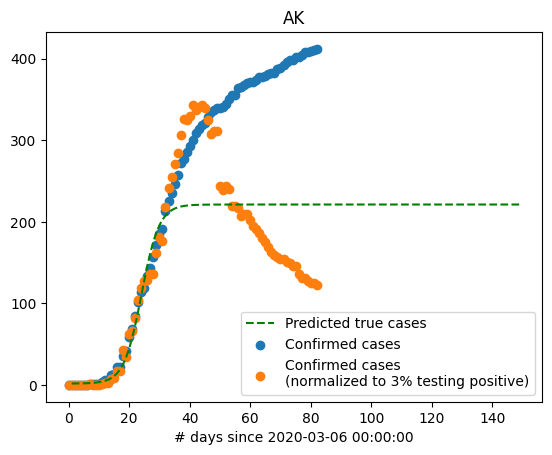 AK
400
300
200
100
0
Predicted true cases
Confirmed cases
Confirmed cases
(normalized to 3% testing positive)
0 20 40 60 80 100 120 140
# days since 2020-03-06 00:00:00